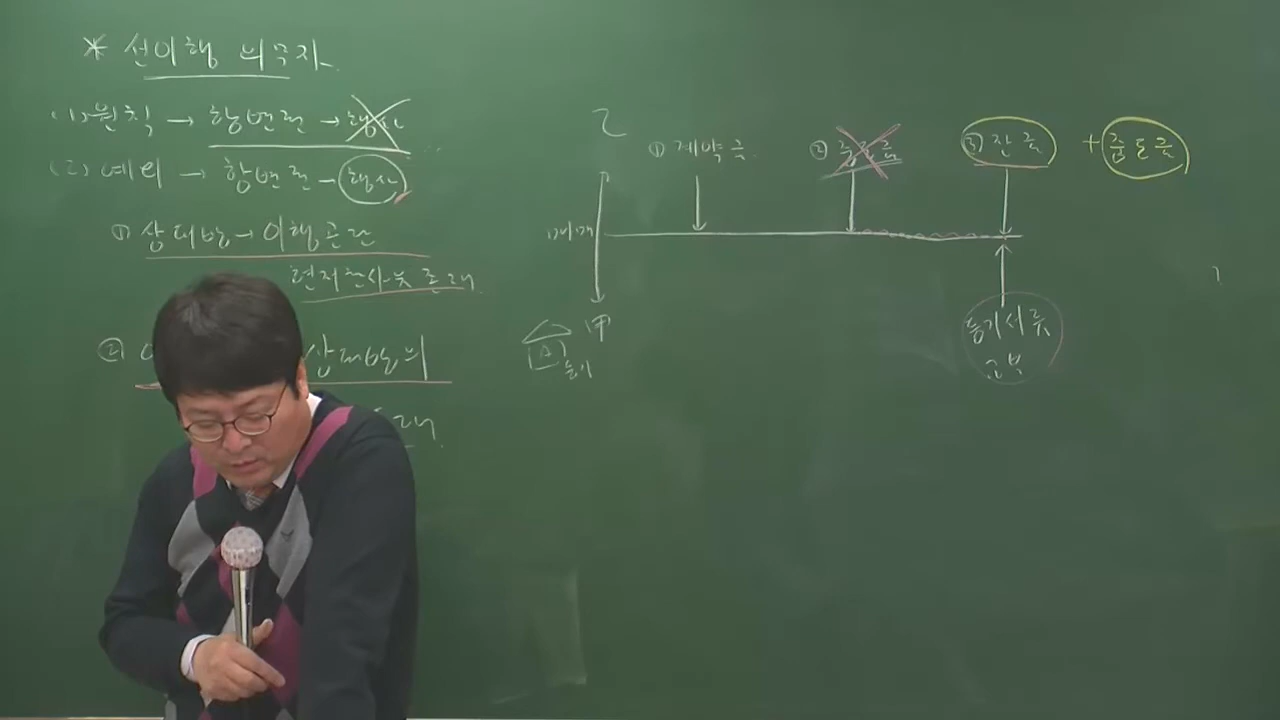 * 선이행 의무자
(1) 원칙 → 항변권 → 행사
(2) 예외 → 항변권 → 행사
① 상대방 → 이행곤란
현저한사유 존재
② 상대방의
존재
乙
① 계약금
② 중도금
③ 잔금
+ 중도금
매매
甲
등기서류
교부